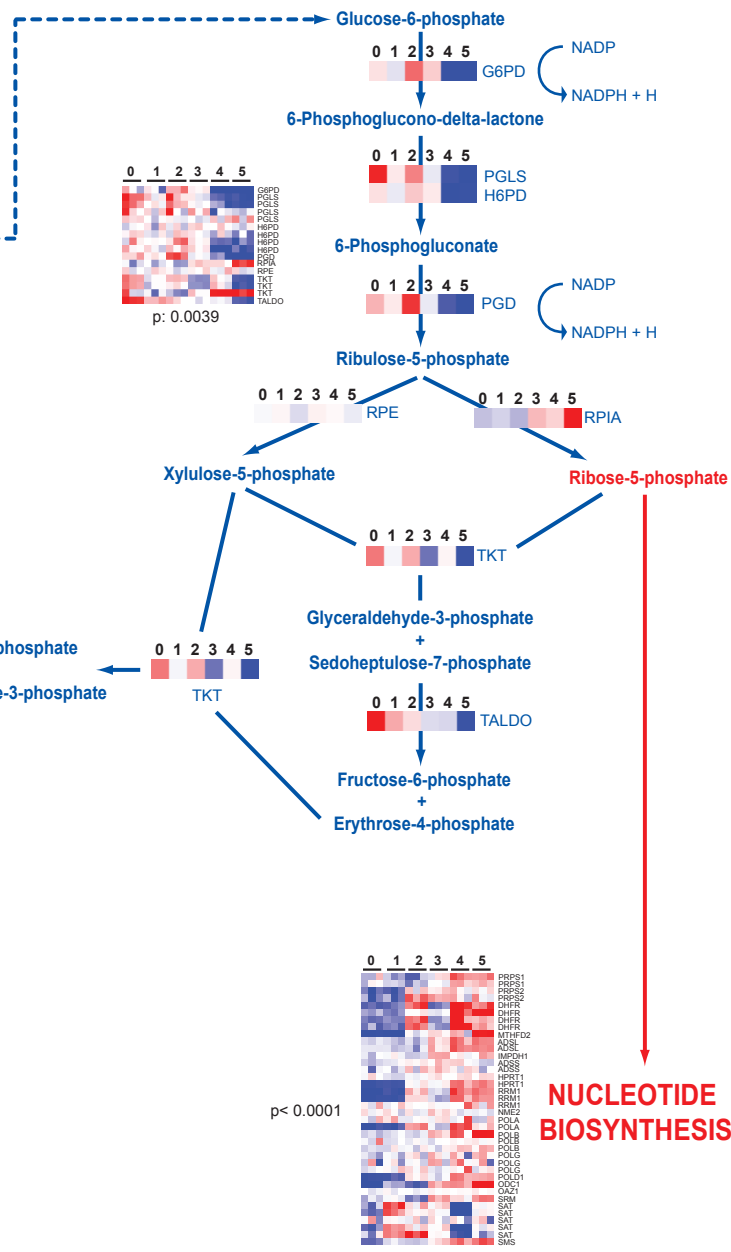 Glucose-6-phosphate
0 1 2 3 4 5
G6PD
NADP
NADPH + H
6-Phosphoglucono-delta-lactone
0 1 2 3 4 5
PGLS
H6PD
6-Phosphogluconate
0 1 2 3 4 5
PGD
NADP
NADPH + H
0 1 2 3 4 5
G6PD
PGLS
PGLS
PGLS
PGLS
H6PD
H6PD
H6PD
H6PD
PGD
RPIA
RPE
TKT
TKT
TKT
TALDO
p: 0.0039
Ribulose-5-phosphate
0 1 2 3 4 5
RPE
0 1 2 3 4 5
RPIA
Xylulose-5-phosphate
Ribose-5-phosphate
0 1 2 3 4 5
TKT
Glyceraldehyde-3-phosphate
+
Sedoheptulose-7-phosphate
phosphate
e-3-phosphate
0 1 2 3 4 5
TKT
0 1 2 3 4 5
TALDO
Fructose-6-phosphate
+
Erythrose-4-phosphate
0 1 2 3 4 5
PRPS1
PRPS1
PRPS2
PRPS2
DHFR
DHFR
DHFR
DHFR
MTHFD2
ADSL
ADSL
IMPDH1
ADSS
ADSS
HPRT1
HPRT1
RRM1
RRM1
RRM1
NME2
POLA
POLA
POLB
POLB
POLB
POLG
POLG
POLG
POLD1
ODC1
OAZ1
SRM
SAT
SAT
SAT
SAT
SAT
SMS
p< 0.0001
NUCLEOTIDE
BIOSYNTHESIS